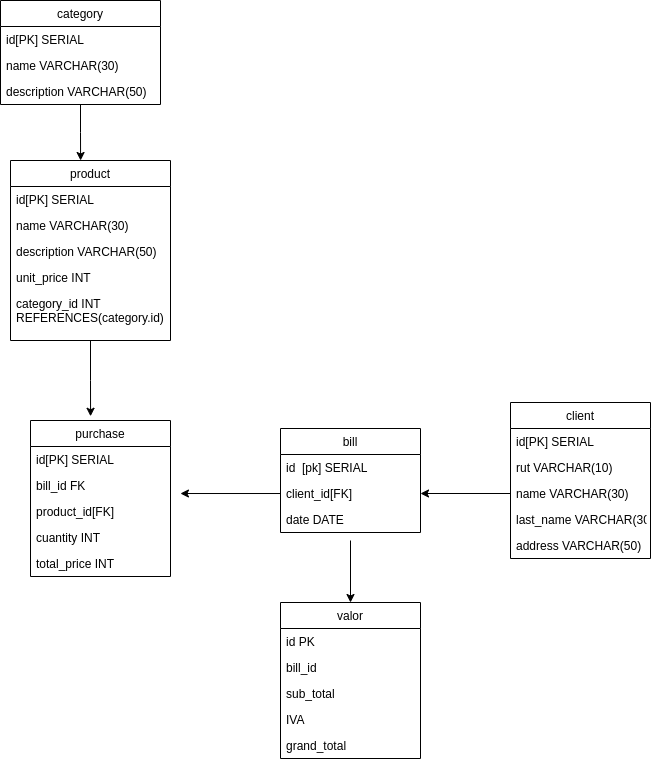 category
id[PK] SERIAL
name VARCHAR(30)
description VARCHAR(50)
product
id[PK] SERIAL
name VARCHAR(30)
description VARCHAR(50)
unit_price INT
category_id INT
REFERENCES(category.id)
purchase
id[PK] SERIAL
bill_id FK
product_id[FK]
cuantity INT
total_price INT
bill
id  [pk] SERIAL
client_id[FK]
date DATE
client
id[PK] SERIAL
rut VARCHAR(10)
name VARCHAR(30)
last_name VARCHAR(30
address VARCHAR(50)
valor
id PK
bill_id
sub_total
IVA
grand_total